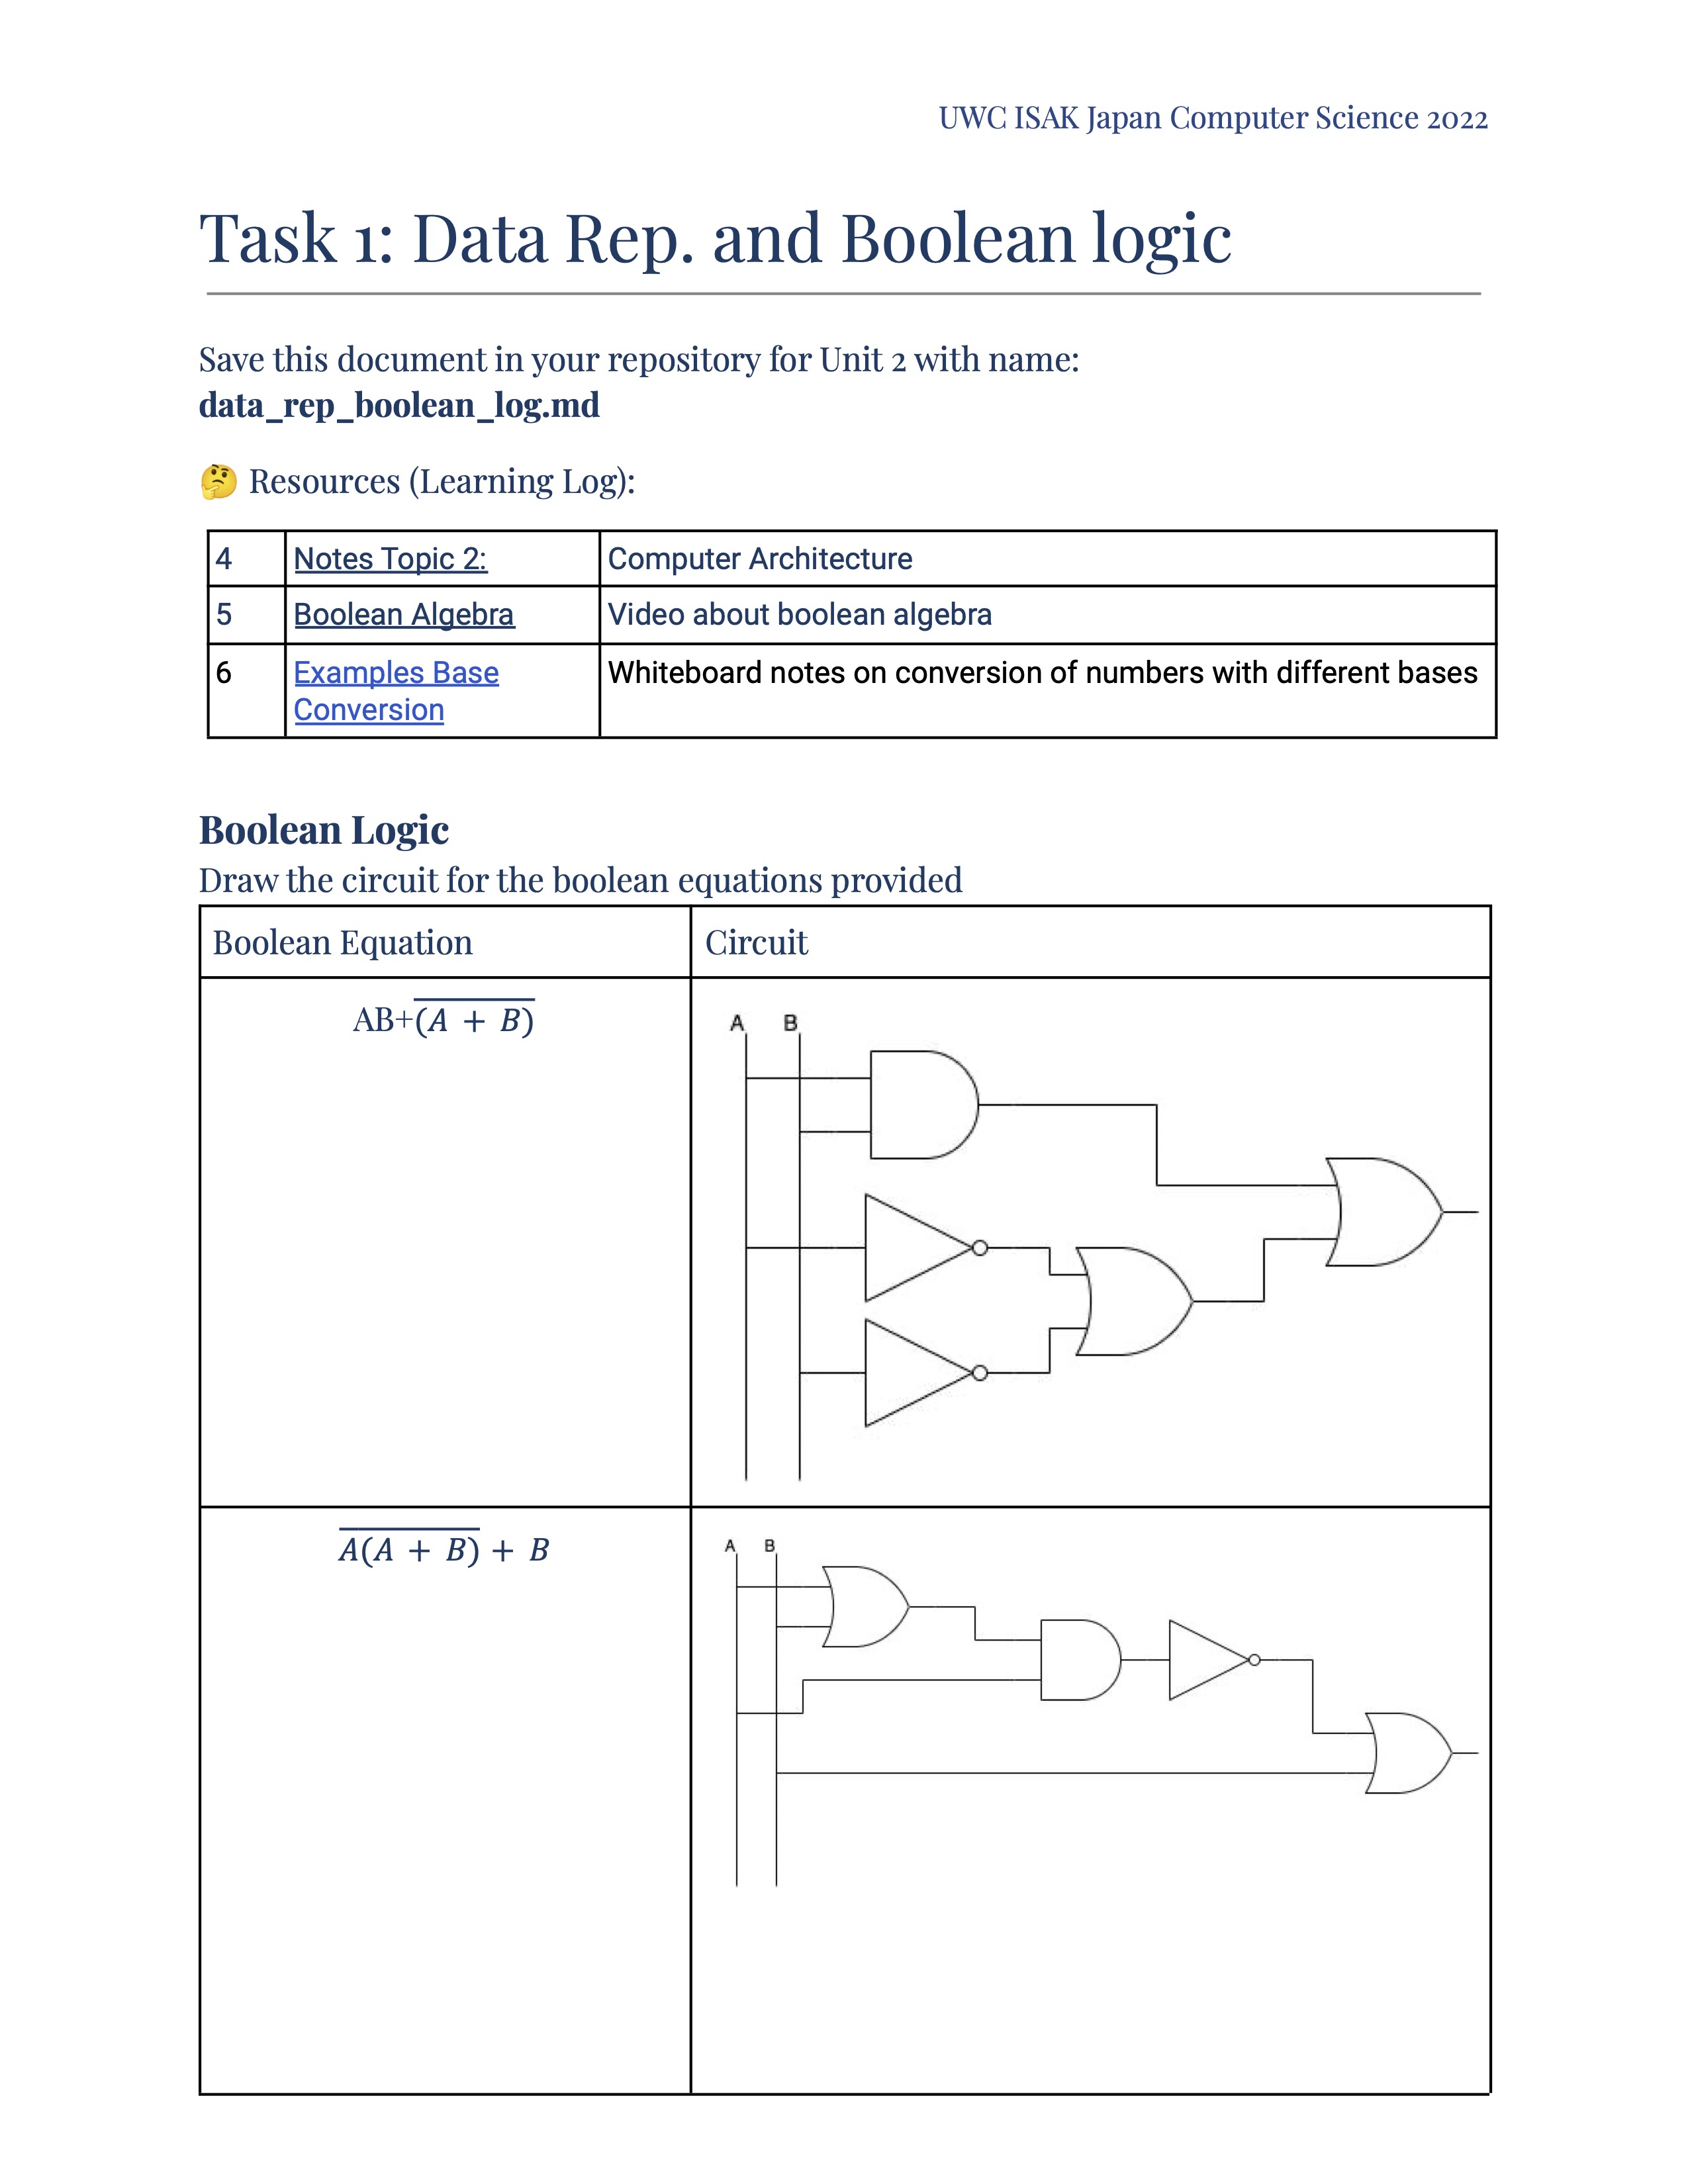 UWC ISAK Japan Computer Science 2022
Task 1: Data Rep. and Boolean logic
Save this document in your repository for Unit 2 with name:
data_rep_boolean_log.md
🤔 Resources (Learning Log):
4 Notes Topic 2: Computer Architecture
5 Boolean Algebra Video about boolean algebra
6 Examples Base Whiteboard notes on conversion of numbers with different bases
Conversion
Boolean Logic
Draw the circuit for the boolean equations provided
Boolean Equation Circuit
AB+\overline{(A + B)}
A B
\overline{A(A + B)} + B
A B